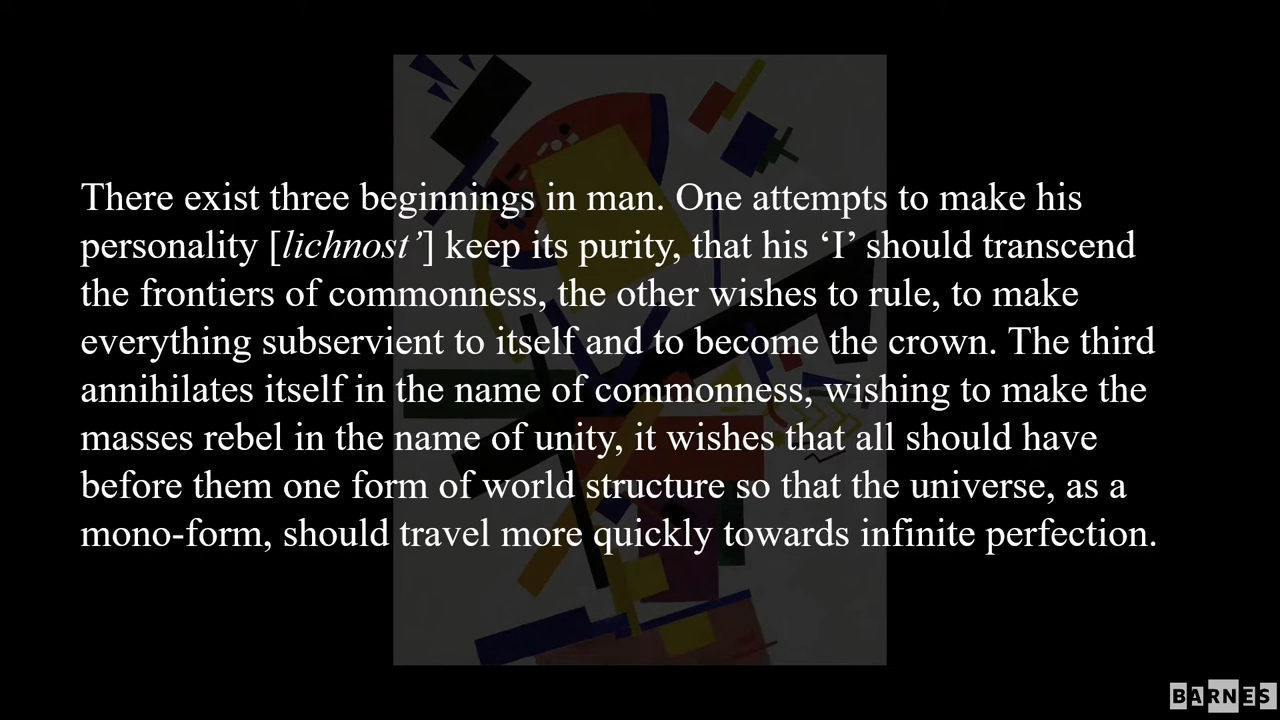 There exist three beginnings in man. One attempts to make his
personality [lichnost’] keep its purity, that his ‘I’ should transcend
the frontiers of commonness, the other wishes to rule, to make
everything subservient to itself and to become the crown. The third
annihilates itself in the name of commonness, wishing to make the
masses rebel in the name of unity, it wishes that all should have
before them one form of world structure so that the universe, as a
mono-form, should travel more quickly towards infinite perfection.
BARNES